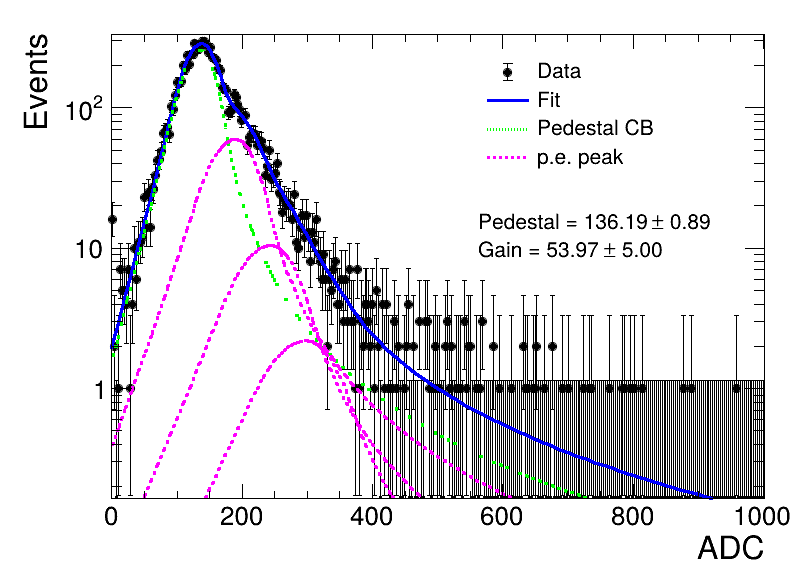 Events
10²
10
1
0
200
400
600
800
1000
ADC
Data
Fit
Pedestal CB
p.e. peak
Pedestal = 136.19 ± 0.89
Gain = 53.97 ± 5.00